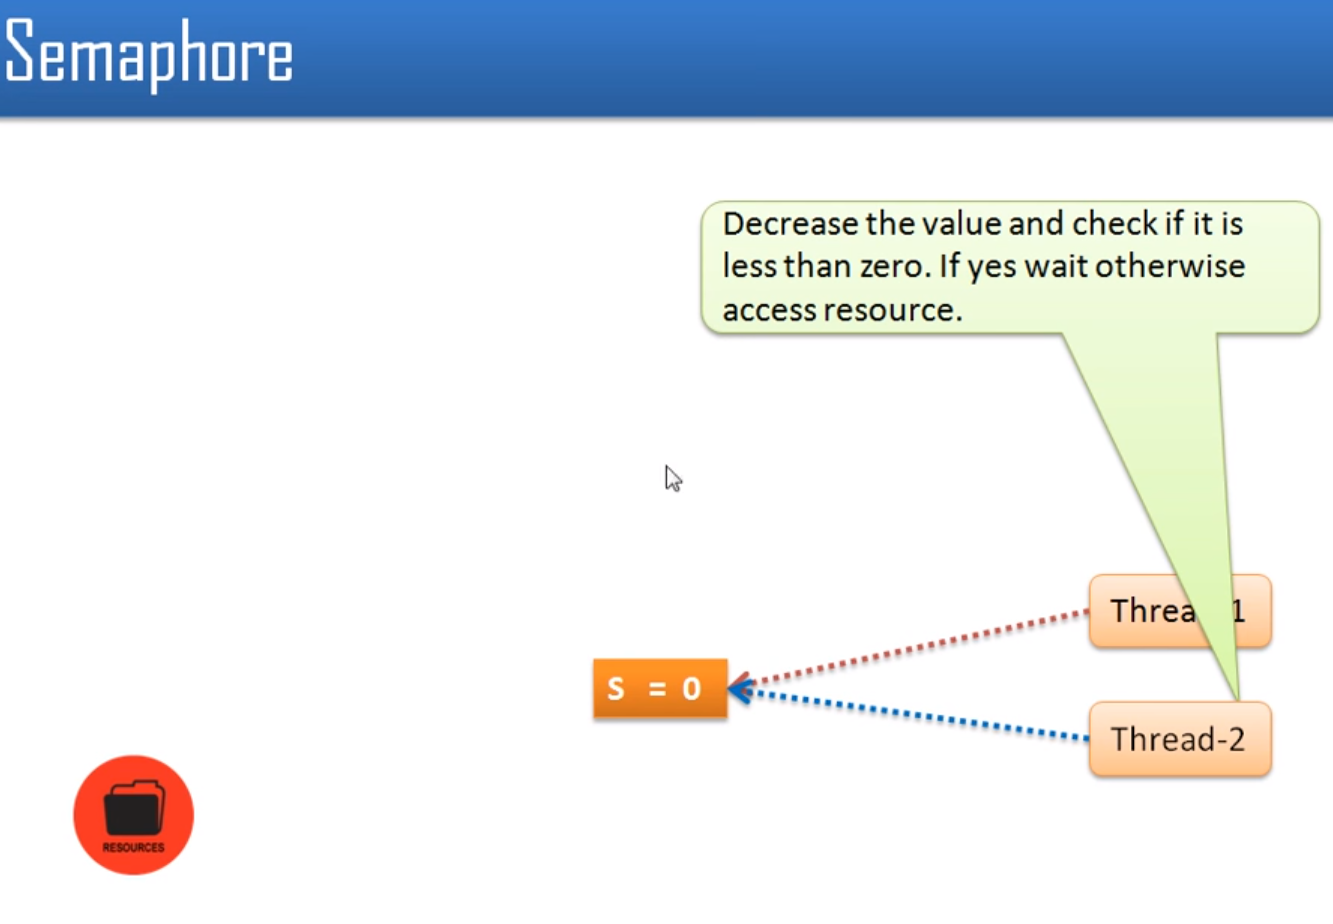 Semaphore
Decrease the value and check if it is
less than zero. If yes wait otherwise
access resource.
Threa 1
S = 0
Thread-2
RESOURCES